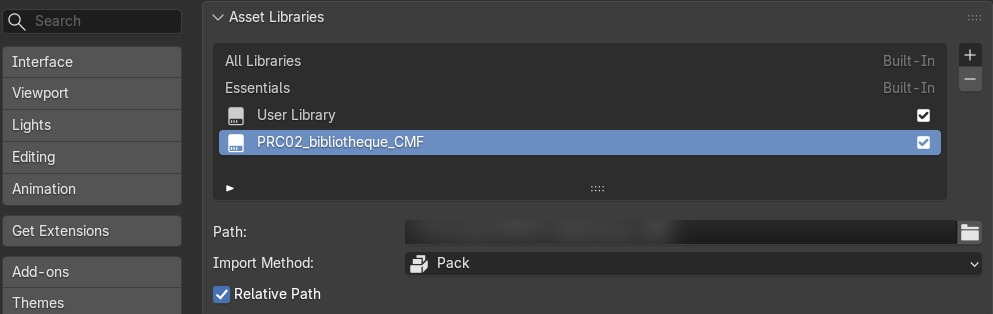 Search
Interface
Viewport
Lights
Editing
Animation
Get Extensions
Add-ons
Themes
Asset Libraries
All Libraries Built-In
Essentials Built-In
User Library
PRC02_bibliotheque_CMF
Path:
Import Method: Pack
Relative Path